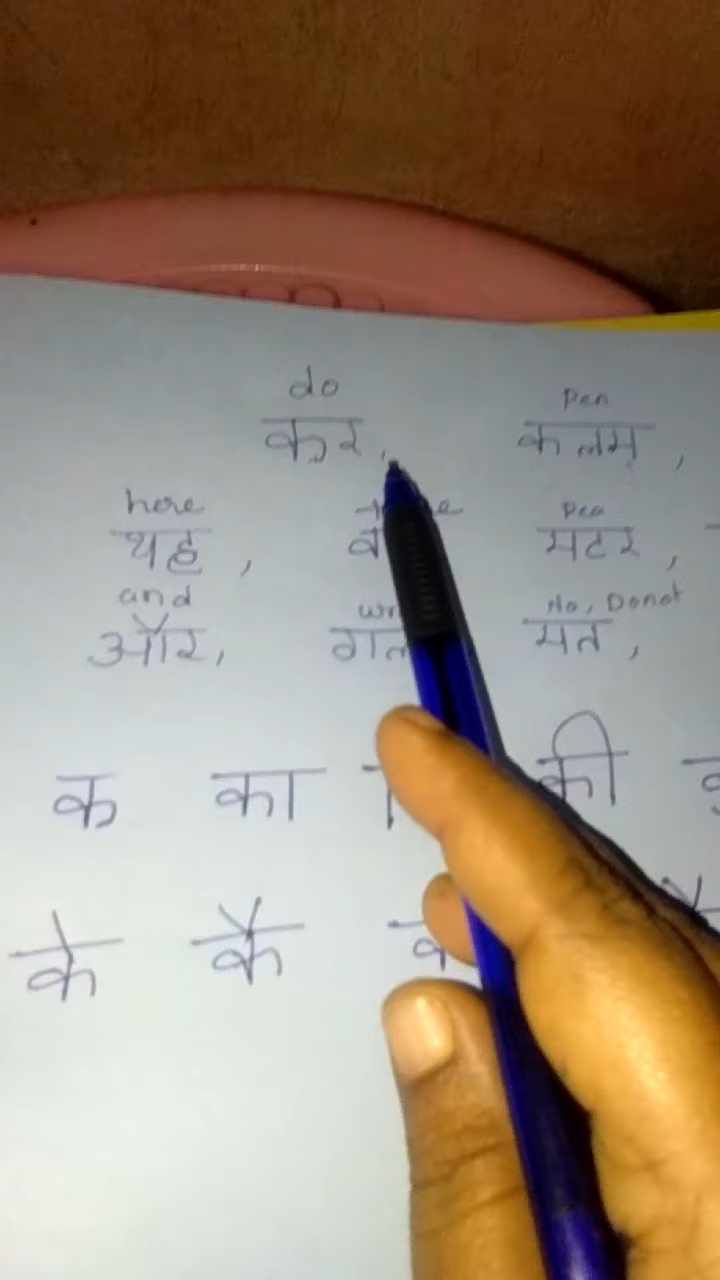 do Pen
कर, कलम,
here Pea
यह, मटर,
and No, Donot
और, मत,
क का की
के कै